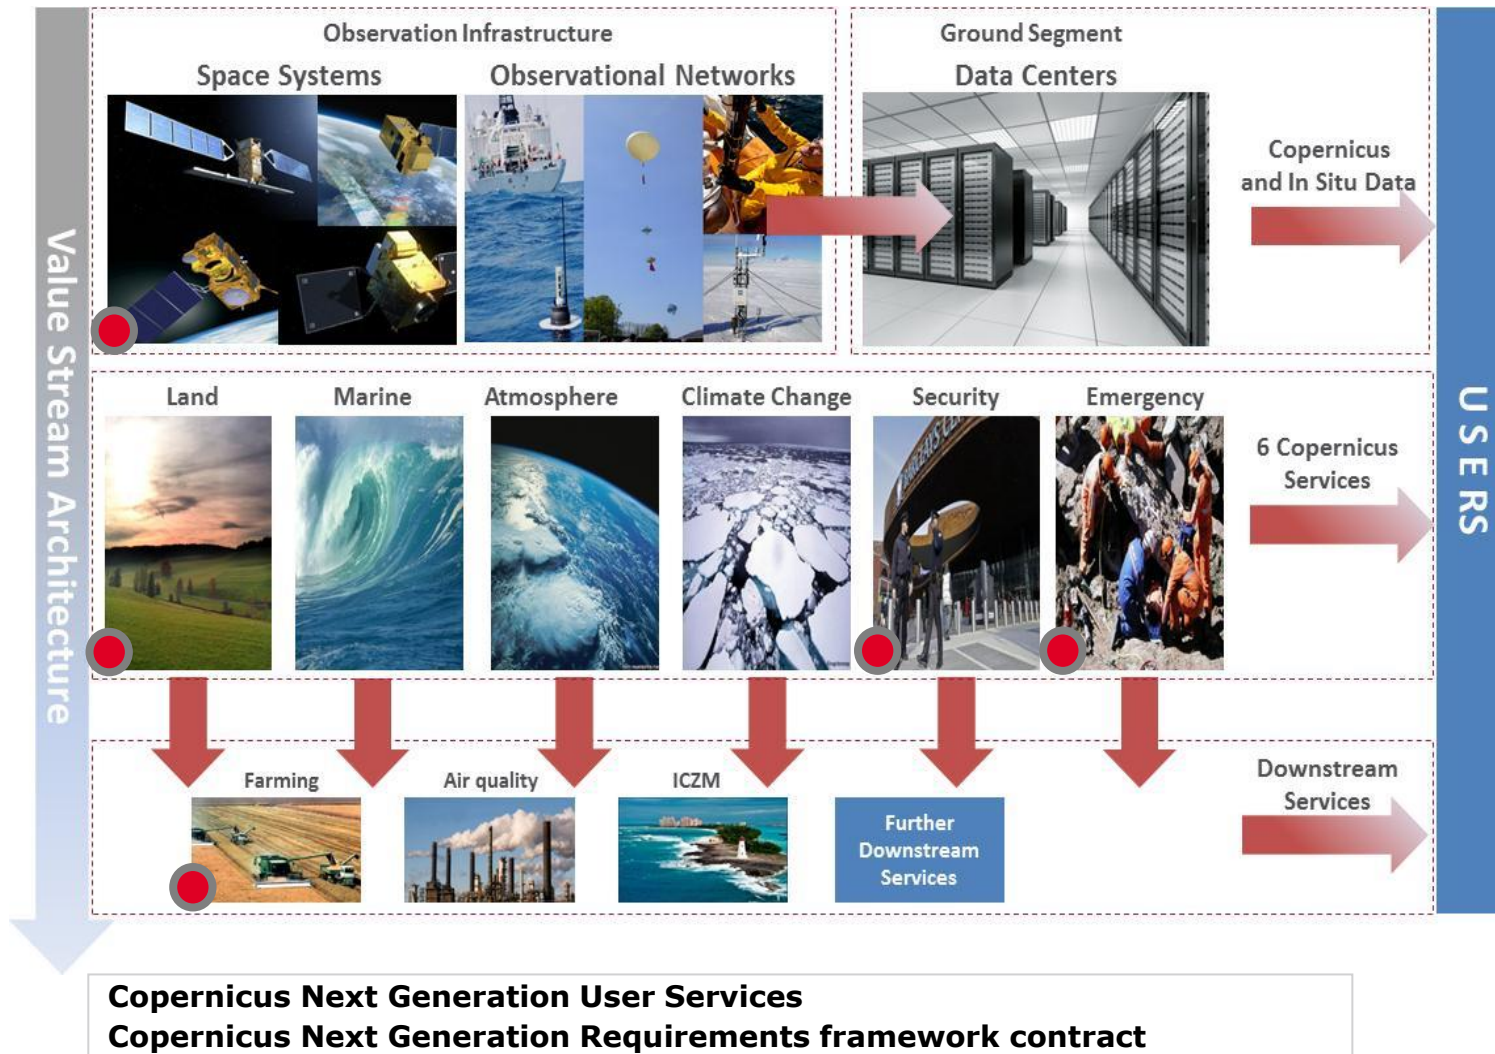 Observation Infrastructure
Ground Segment
Space Systems
Observational Networks
Data Centers
Copernicus
and In Situ Data
Value Stream Architecture
USERS
Land
Marine
Atmosphere
Climate Change
Security
Emergency
6 Copernicus
Services
Farming
Air quality
ICZM
Further
Downstream
Services
Downstream
Services
Copernicus Next Generation User Services
Copernicus Next Generation Requirements framework contract